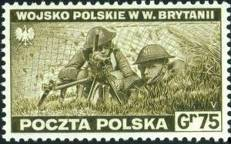 WOJSKO POLSKIE W W. BRYTANII
POCZTA POLSKA Gr 75